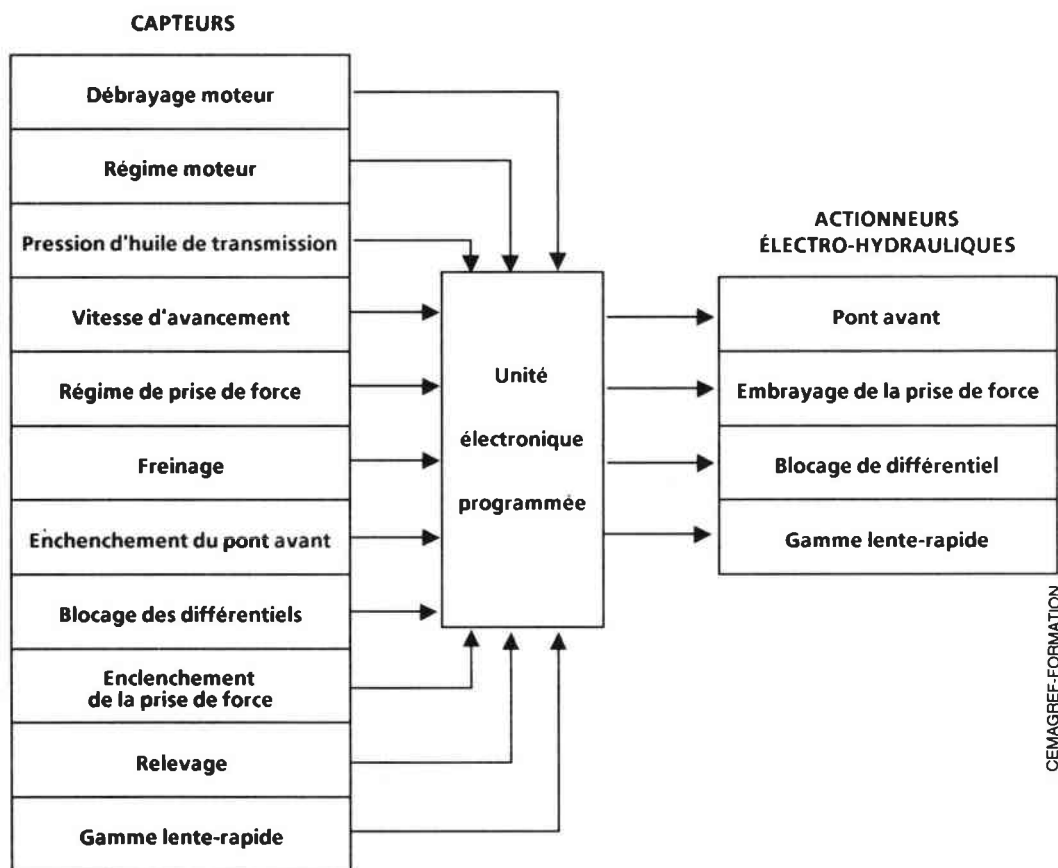 CAPTEURS
Débrayage moteur
Régime moteur
Pression d'huile de transmission
Vitesse d'avancement
Régime de prise de force
Freinage
Enchenchement du pont avant
Blocage des différentiels
Enclenchement
de la prise de force
Relevage
Gamme lente-rapide
Unité
électronique
programmée
ACTIONNEURS
ÉLECTRO-HYDRAULIQUES
Pont avant
Embrayage de la prise de force
Blocage de différentiel
Gamme lente-rapide
CEMAGREF-FORMATION